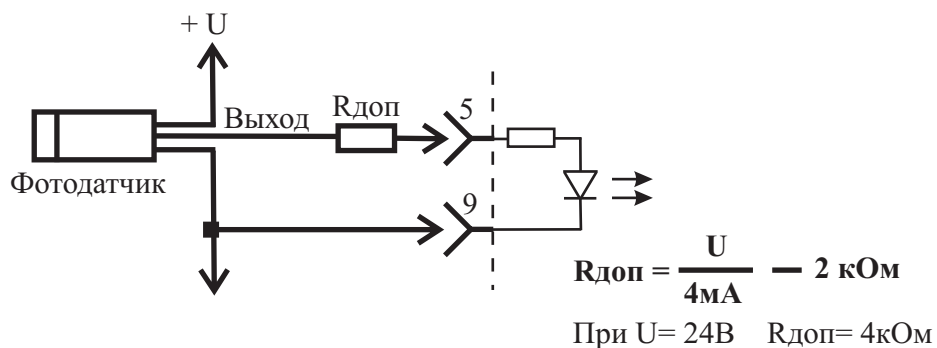 + U
Выход
Rдоп
5
Фотодатчик
9
Rдоп = U / 4мА — 2 кОм
При U= 24В Rдоп= 4кОм